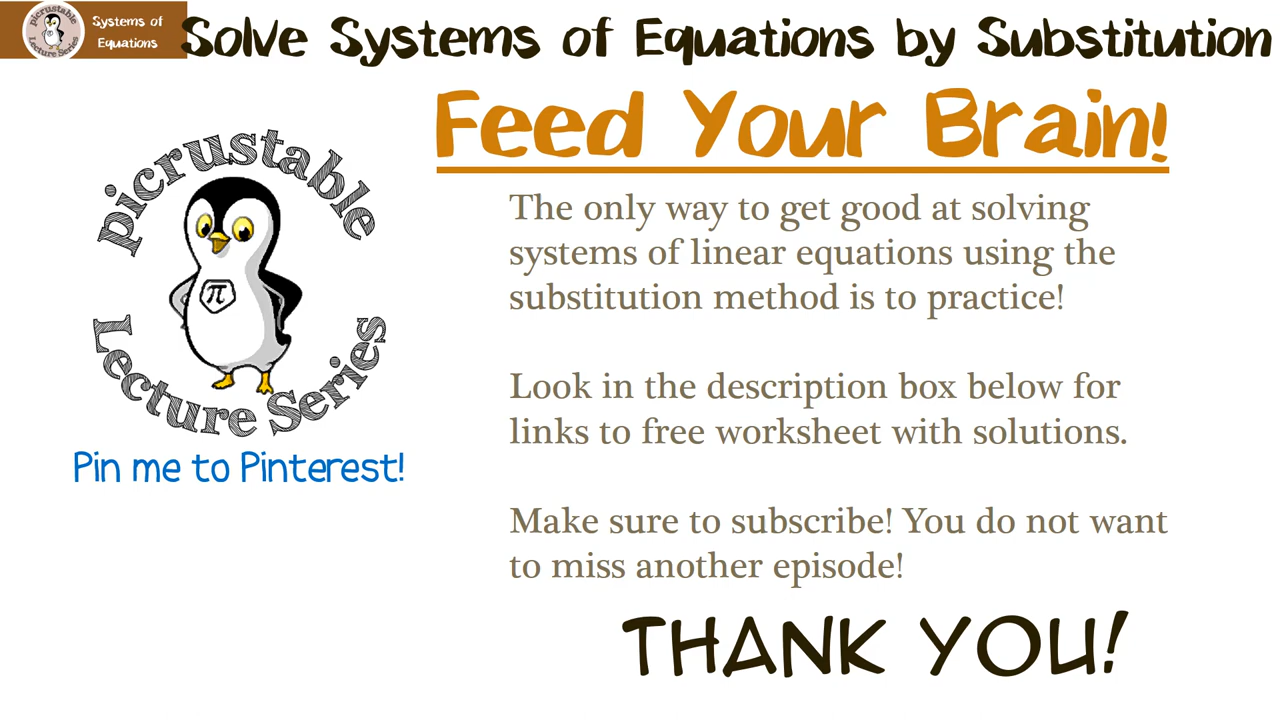 picrustable
Lecture Series
Systems of
Equations
Solve Systems of Equations by Substitution
Feed Your Brain!
picrustable
π
Lecture Series
Pin me to Pinterest!
The only way to get good at solving
systems of linear equations using the
substitution method is to practice!
Look in the description box below for
links to free worksheet with solutions.
Make sure to subscribe! You do not want
to miss another episode!
THANK YOU!